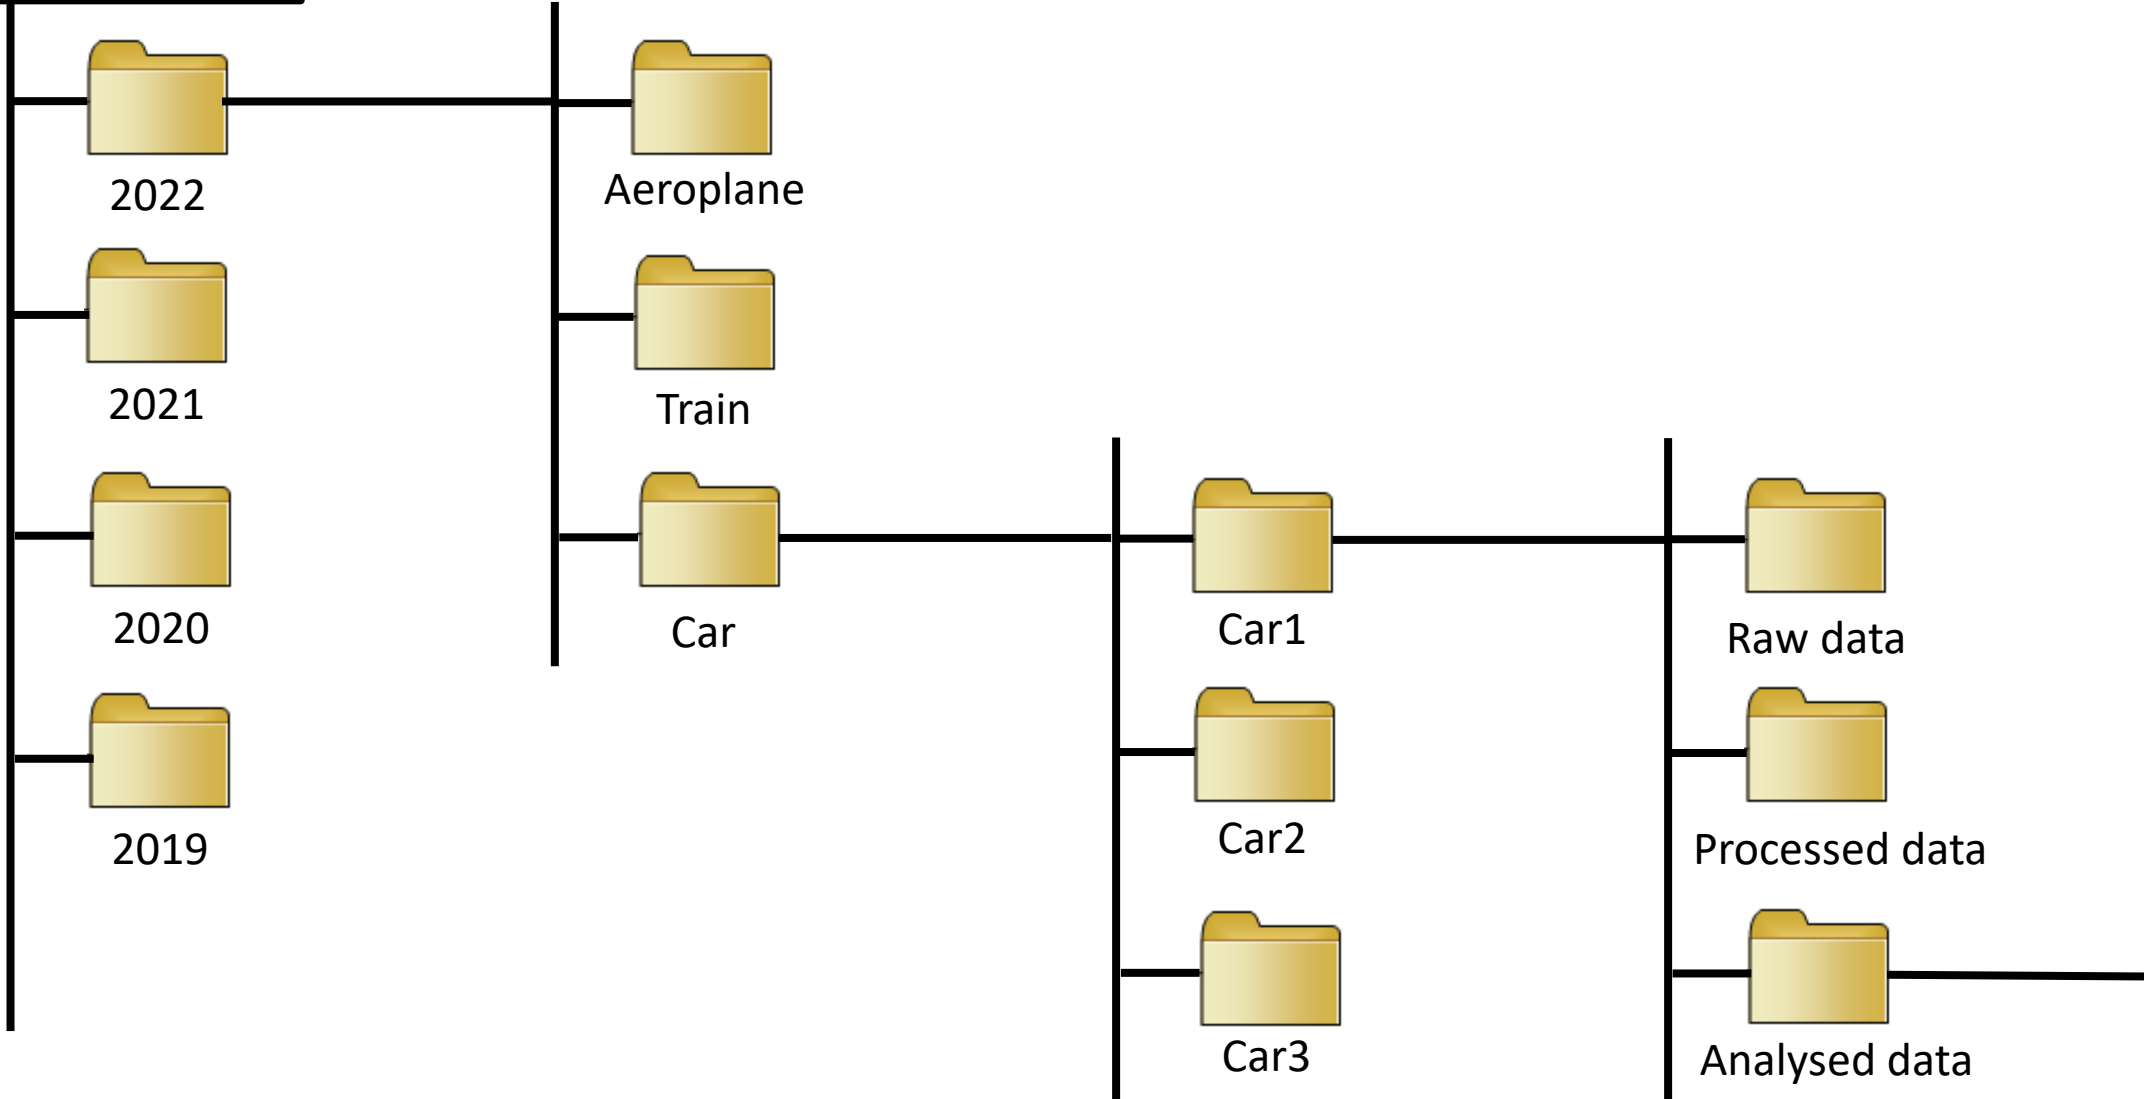 2022
Aeroplane
2021
Train
2020
Car
Car1
Raw data
2019
Car2
Processed data
Car3
Analysed data